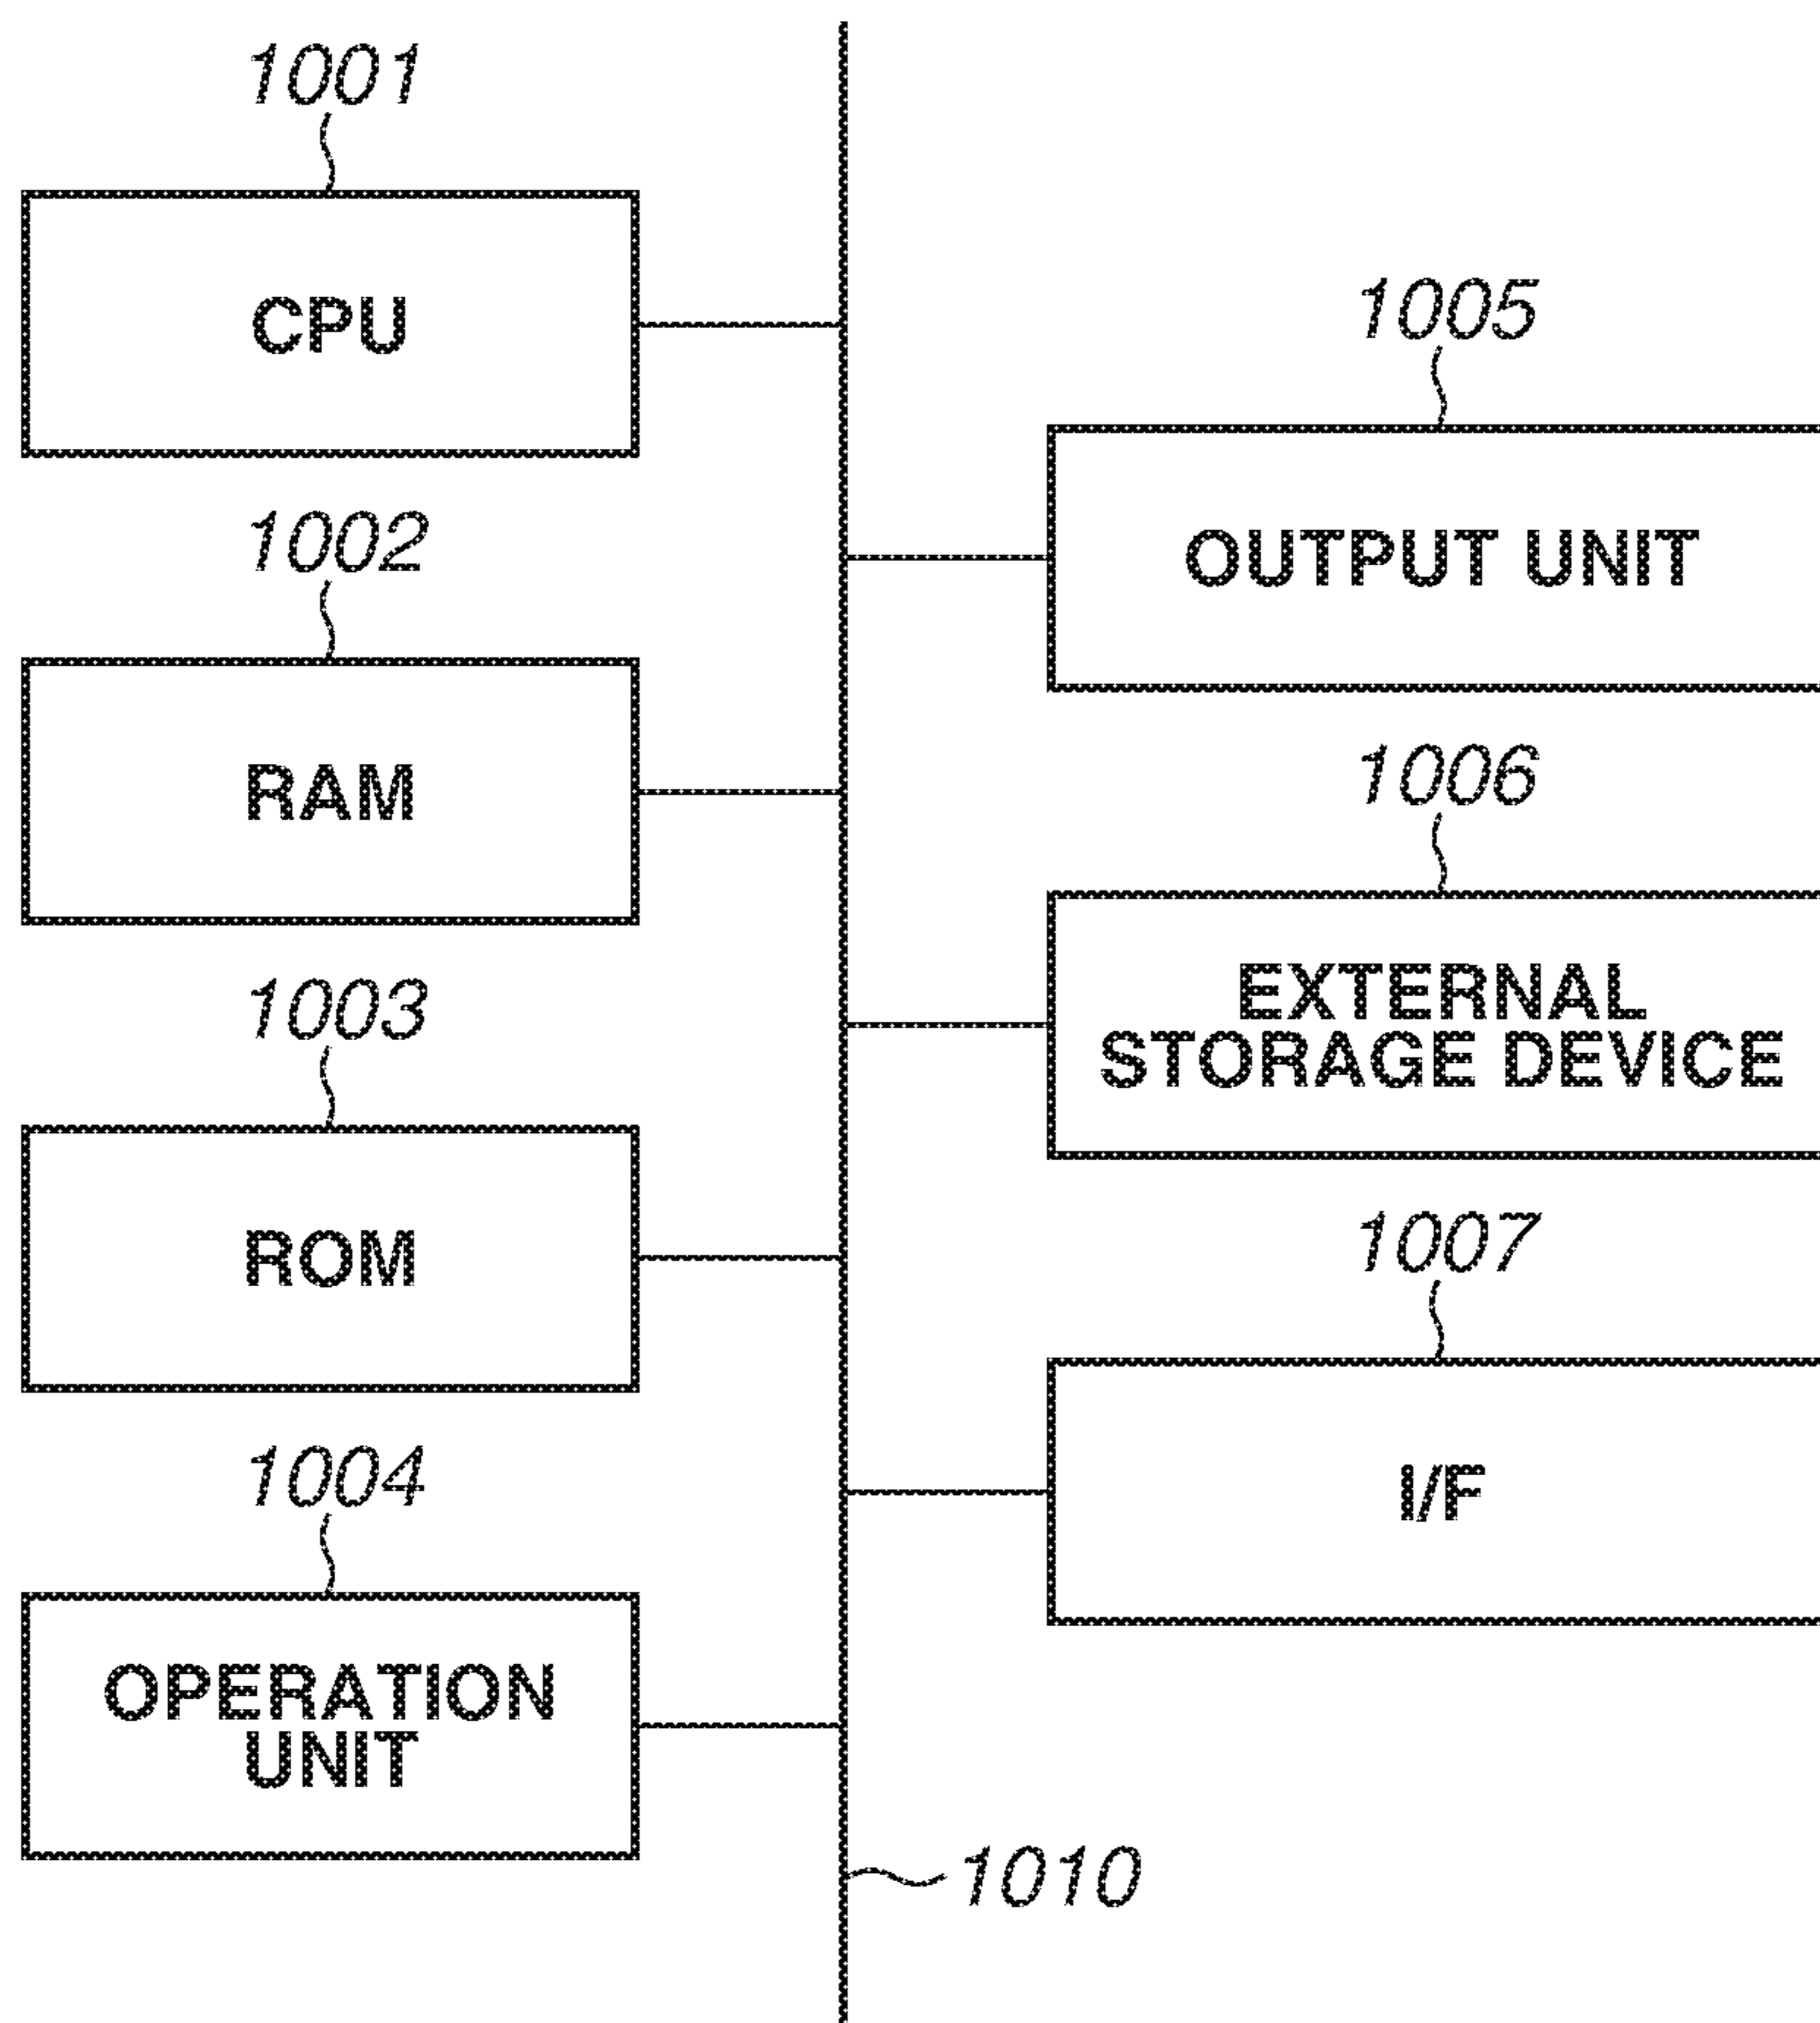 1001
CPU
1002
RAM
1003
ROM
1004
OPERATION
UNIT
1005
OUTPUT UNIT
1006
EXTERNAL
STORAGE DEVICE
1007
I/F
1010